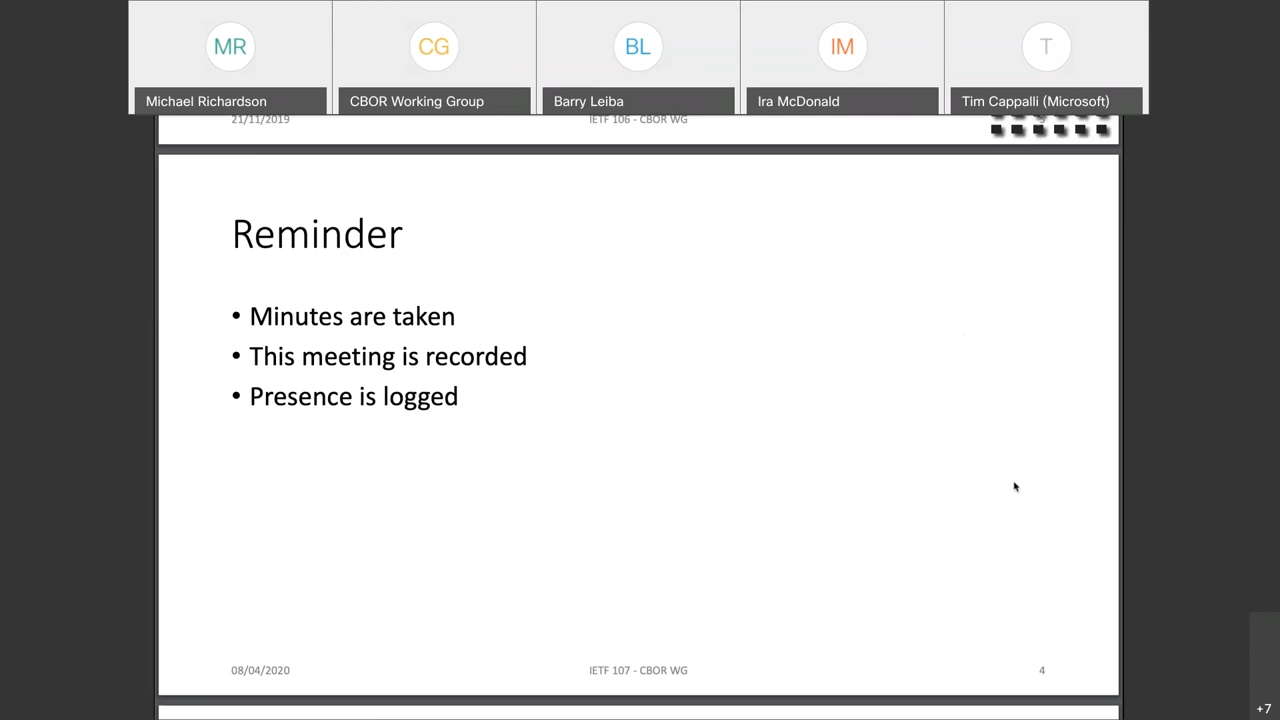 MR
CG
BL
IM
T
Michael Richardson
CBOR Working Group
Barry Leiba
Ira McDonald
Tim Cappalli (Microsoft)
21/11/2019
IETF 106 - CBOR WG
Reminder
• Minutes are taken
• This meeting is recorded
• Presence is logged
08/04/2020
IETF 107 - CBOR WG
4
+7